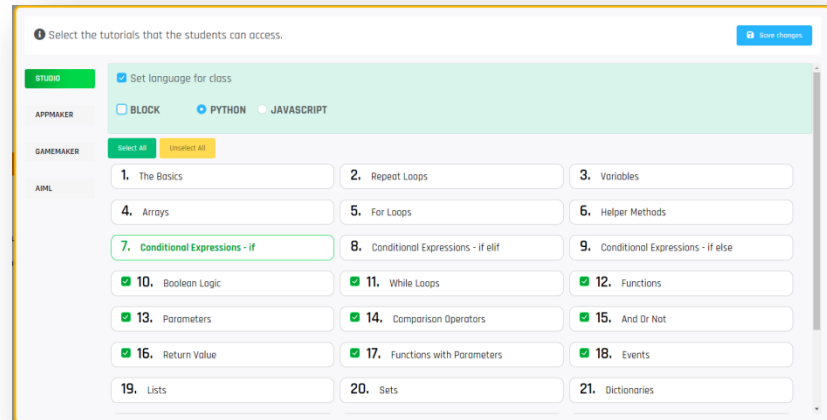 Select the tutorials that the students can access.
Save changes
STUDIO
APPMAKER
GAMEMAKER
AIML
Set language for class
BLOCK PYTHON JAVASCRIPT
Select All Unselect All
1. The Basics 2. Repeat Loops 3. Variables
4. Arrays 5. For Loops 6. Helper Methods
7. Conditional Expressions - if 8. Conditional Expressions - if elif 9. Conditional Expressions - if else
10. Boolean Logic 11. While Loops 12. Functions
13. Parameters 14. Comparison Operators 15. And Or Not
16. Return Value 17. Functions with Parameters 18. Events
19. Lists 20. Sets 21. Dictionaries